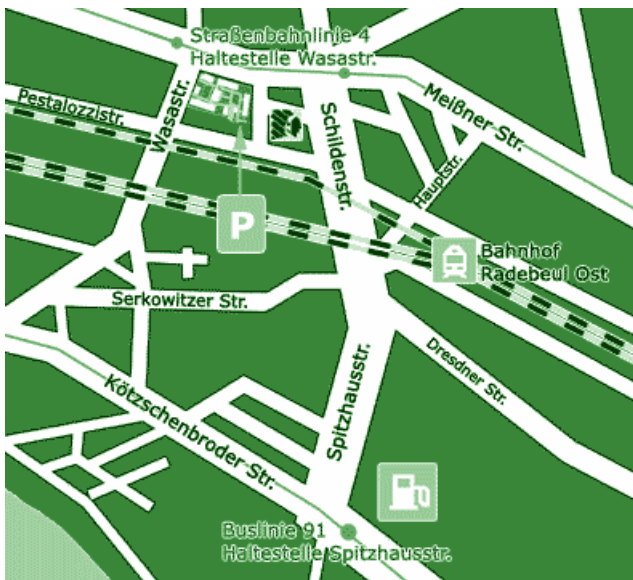 Straßenbahnlinie 4
Haltestelle Wasastr.
Pestalozzistr.
Wasastr.
Schildenstr.
Meißner Str.
Hauptstr.
P
Bahnhof
Radebeul Ost
Serkowitzer Str.
Dresdner Str.
Spitzhausstr.
Kötzschenbroder Str.
Buslinie 91
Haltestelle Spitzhausstr.